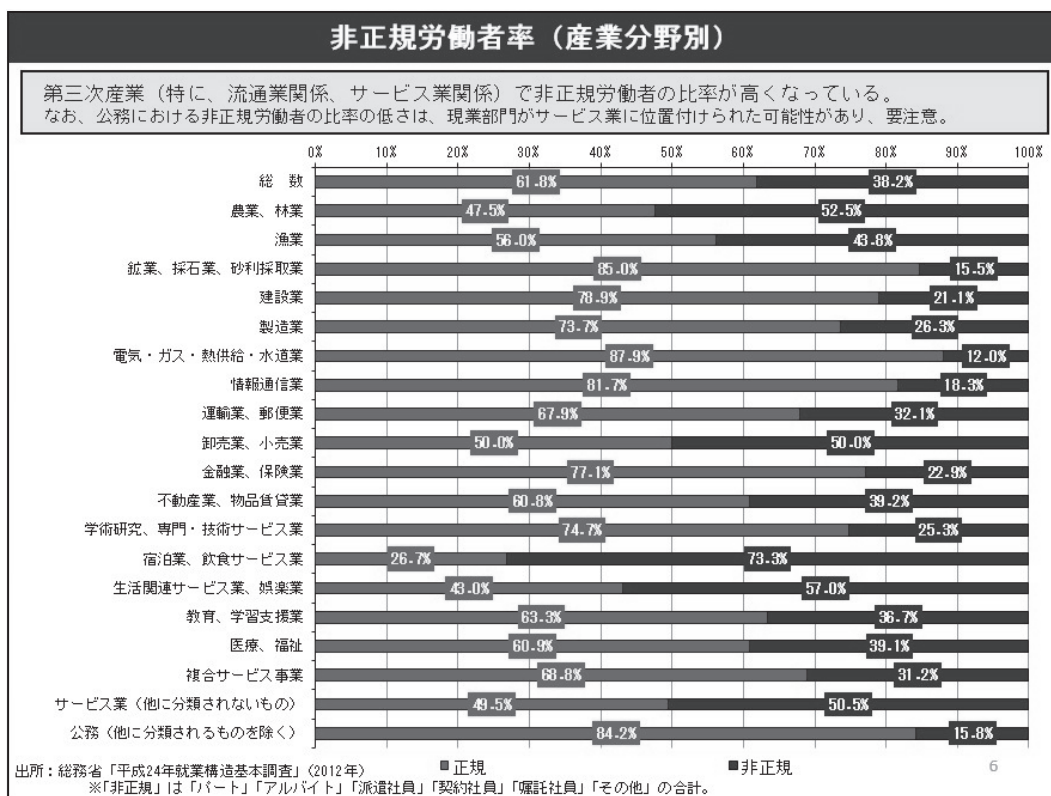 非正規労働者率（産業分野別）
第三次産業（特に、流通業関係、サービス業関係）で非正規労働者の比率が高くなっている。
なお、公務における非正規労働者の比率の低さは、現業部門がサービス業に位置付けられた可能性があり、要注意。
0% 10% 20% 30% 40% 50% 60% 70% 80% 90% 100%
総 数 61.8% 38.2%
農業、林業 47.5% 52.5%
漁業 56.0% 43.8%
鉱業、採石業、砂利採取業 85.0% 15.5%
建設業 78.9% 21.1%
製造業 73.7% 26.3%
電気・ガス・熱供給・水道業 87.9% 12.0%
情報通信業 81.7% 18.3%
運輸業、郵便業 67.9% 32.1%
卸売業、小売業 50.0% 50.0%
金融業、保険業 77.1% 22.9%
不動産業、物品賃貸業 60.8% 39.2%
学術研究、専門・技術サービス業 74.7% 25.3%
宿泊業、飲食サービス業 26.7% 73.3%
生活関連サービス業、娯楽業 43.0% 57.0%
教育、学習支援業 63.3% 36.7%
医療、福祉 60.9% 39.1%
複合サービス事業 68.8% 31.2%
サービス業（他に分類されないもの） 49.5% 50.5%
公務（他に分類されるものを除く） 84.2% 15.8%
出所：総務省「平成24年就業構造基本調査」（2012年） ■正規 ■非正規 6
※「非正規」は「パート」「アルバイト」「派遣社員」「契約社員」「嘱託社員」「その他」の合計。